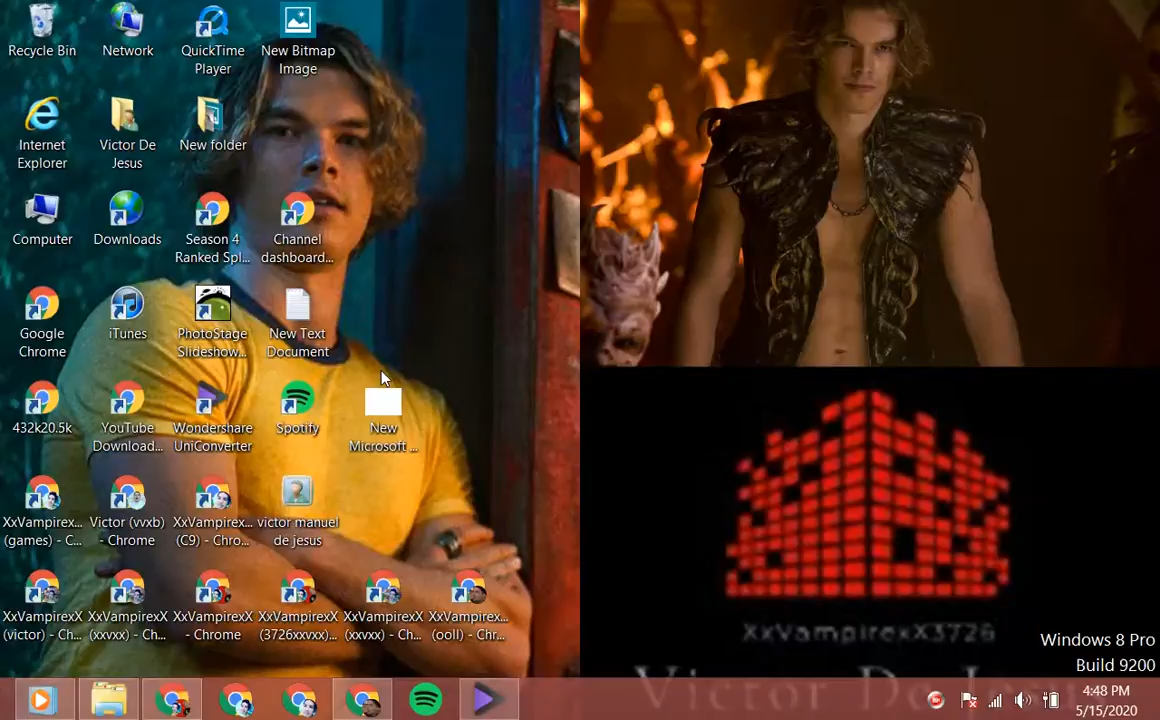 Recycle Bin
Network
QuickTime
Player
New Bitmap
Image
Internet
Explorer
Victor De
Jesus
New folder
Computer
Downloads
Season 4
Ranked Spl...
Channel
dashboard...
Google
Chrome
iTunes
PhotoStage
Slideshow...
New Text
Document
432k20.5k
YouTube
Download...
Wondershare
UniConverter
Spotify
New
Microsoft ...
XxVampirex...
(games) - C...
Victor (vvxb)
- Chrome
XxVampirex...
(C9) - Chro...
victor manuel
de jesus
XxVampirexX
(victor) - Ch...
XxVampirexX
(xxvxx) - Ch...
XxVampirexX
- Chrome
XxVampirexX
(3726xxvxx)...
XxVampirexX
(xxvxx) - Ch...
XxVampirex...
(ooll) - Chr...
XxVampirexX3726
Victor De Jesus
Windows 8 Pro
Build 9200
4:48 PM
5/15/2020